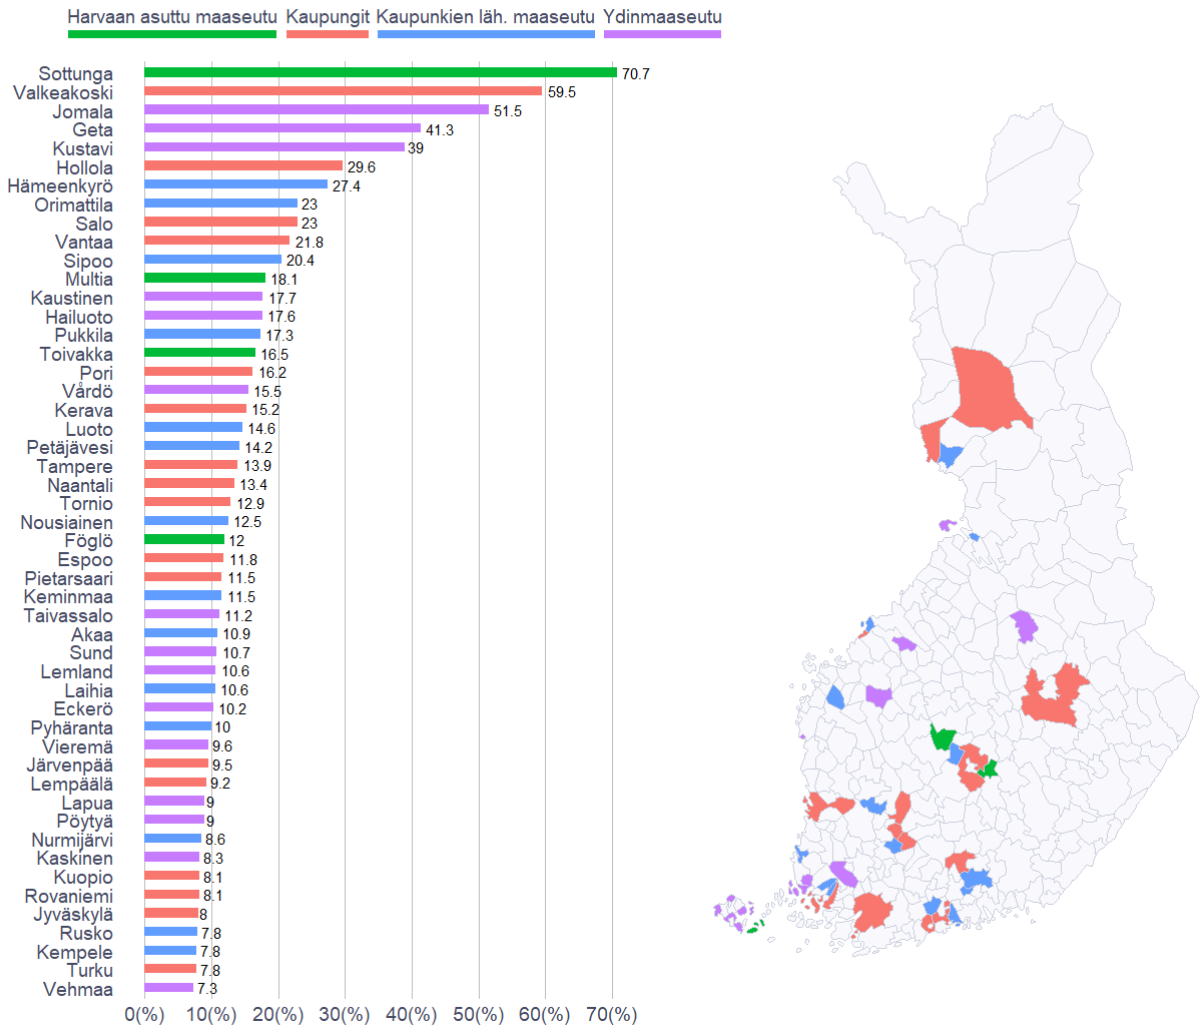 Harvaan asuttu maaseutu Kaupungit Kaupunkien läh. maaseutu Ydinmaaseutu
Sottunga 70.7
Valkeakoski 59.5
Jomala 51.5
Geta 41.3
Kustavi 39
Hollola 29.6
Hämeenkyrö 27.4
Orimattila 23
Salo 23
Vantaa 21.8
Sipoo 20.4
Multia 18.1
Kaustinen 17.7
Hailuoto 17.6
Pukkila 17.3
Toivakka 16.5
Pori 16.2
Vårdö 15.5
Kerava 15.2
Luoto 14.6
Petäjävesi 14.2
Tampere 13.9
Naantali 13.4
Tornio 12.9
Nousiainen 12.5
Föglö 12
Espoo 11.8
Pietarsaari 11.5
Keminmaa 11.5
Taivassalo 11.2
Akaa 10.9
Sund 10.7
Lemland 10.6
Laihia 10.6
Eckerö 10.2
Pyhäranta 10
Vieremä 9.6
Järvenpää 9.5
Lempäälä 9.2
Lapua 9
Pöytyä 9
Nurmijärvi 8.6
Kaskinen 8.3
Kuopio 8.1
Rovaniemi 8.1
Jyväskylä 8
Rusko 7.8
Kempele 7.8
Turku 7.8
Vehmaa 7.3
0(%) 10(%) 20(%) 30(%) 40(%) 50(%) 60(%) 70(%)